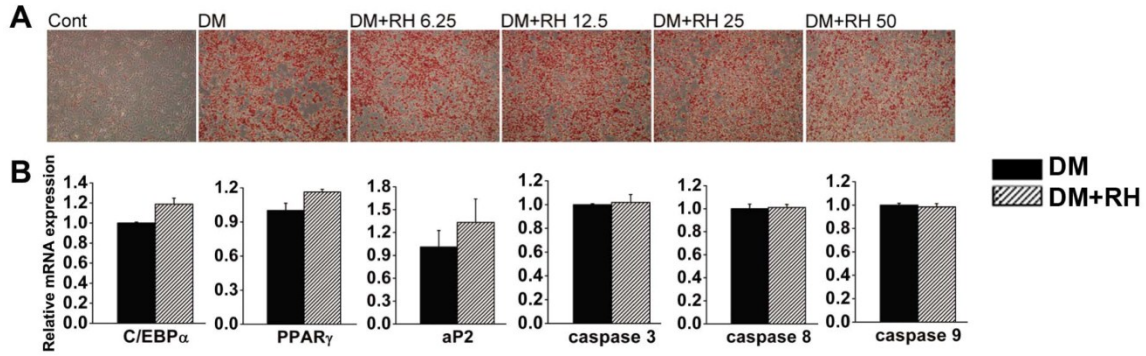 A
Cont
DM
DM+RH 6.25
DM+RH 12.5
DM+RH 25
DM+RH 50
B
Relative mRNA expression
1.4
1.2
1.0
0.8
0.6
0.4
0.2
0.0
C/EBPα
1.2
0.9
0.6
0.3
0.0
PPARγ
1.8
1.5
1.2
0.9
0.6
0.3
0.0
aP2
1.2
1.0
0.8
0.6
0.4
0.2
0.0
caspase 3
1.2
1.0
0.8
0.6
0.4
0.2
0.0
caspase 8
1.2
1.0
0.8
0.6
0.4
0.2
0.0
caspase 9
DM
DM+RH